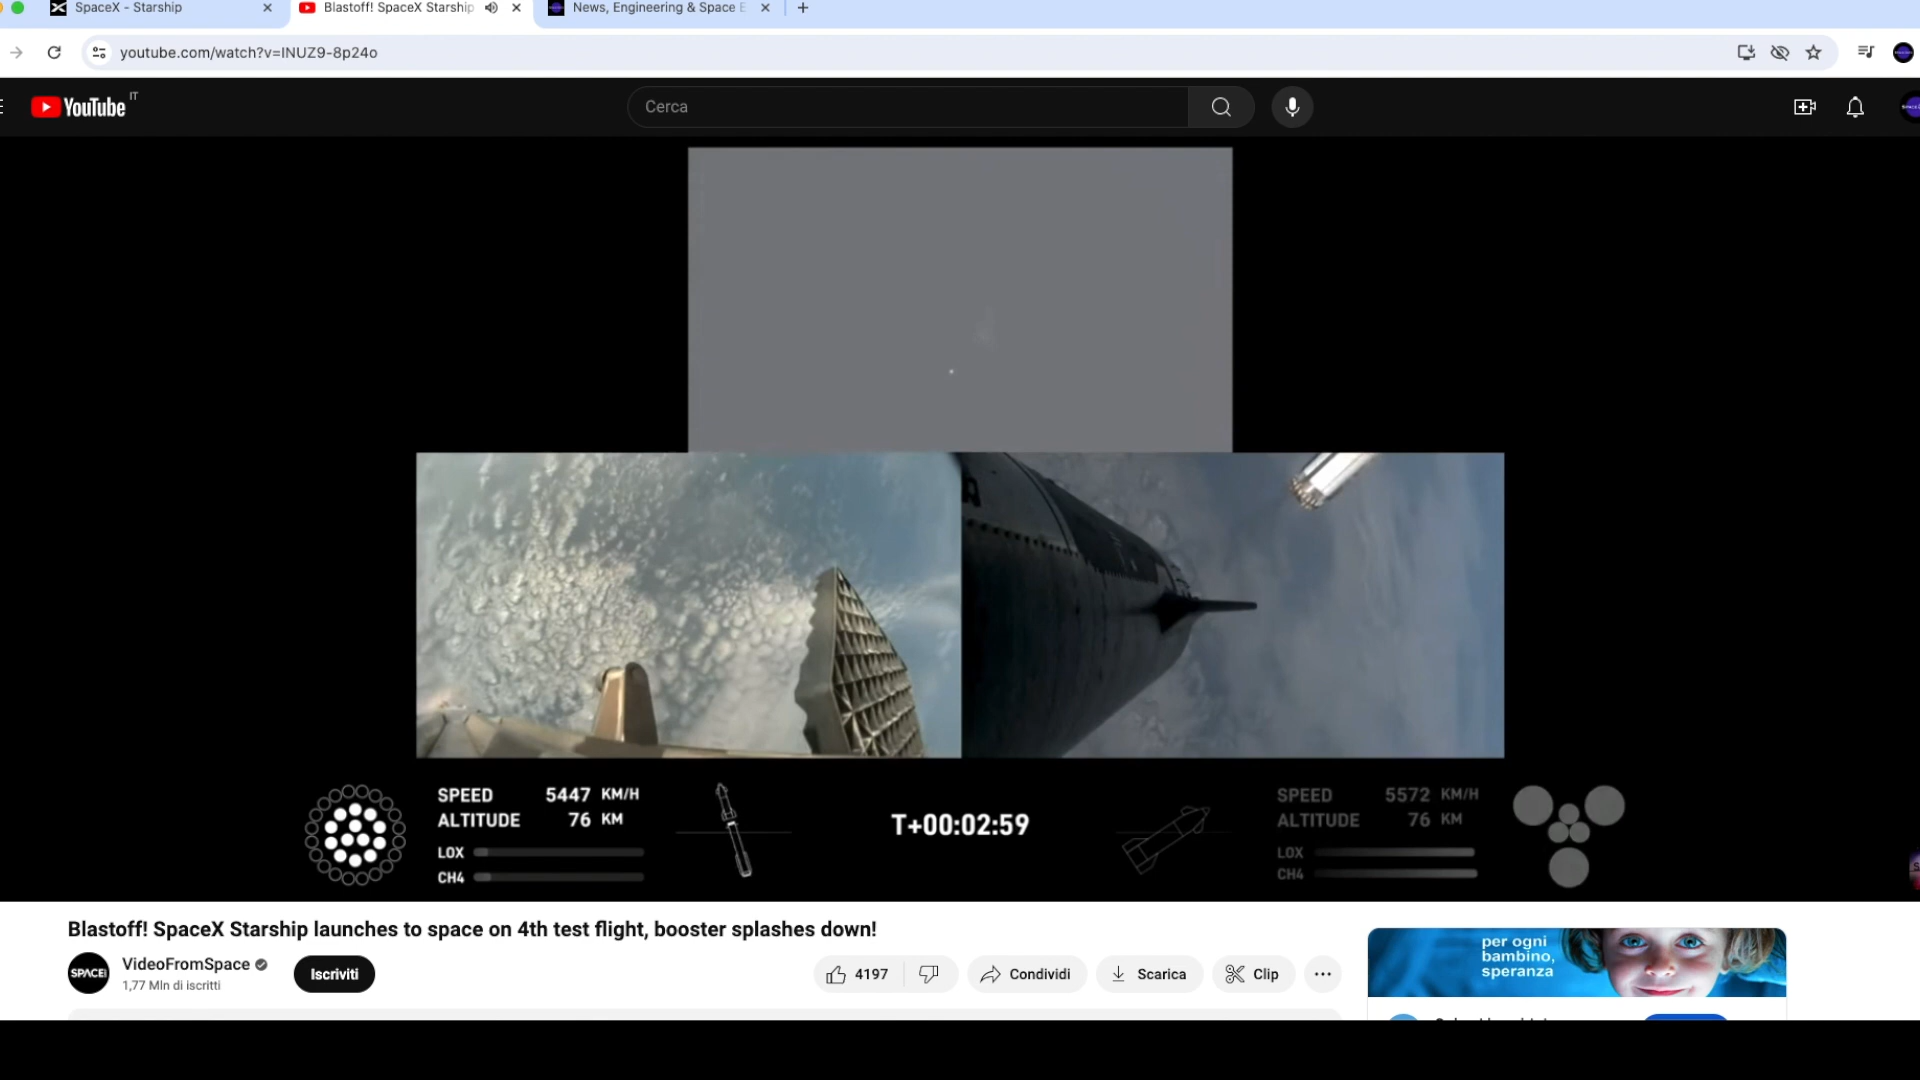 SpaceX - Starship
Blastoff! SpaceX Starship
News, Engineering & Space E
youtube.com/watch?v=INUZ9-8p24o
YouTube IT
Cerca
SPEED 5447 KM/H
ALTITUDE 76 KM
LOX
CH4
T+00:02:59
SPEED 5572 KM/H
ALTITUDE 76 KM
LOX
CH4
Blastoff! SpaceX Starship launches to space on 4th test flight, booster splashes down!
SPACE
VideoFromSpace
1,77 Mln di iscritti
Iscriviti
4197
Condividi
Scarica
Clip
per ogni
bambino,
speranza